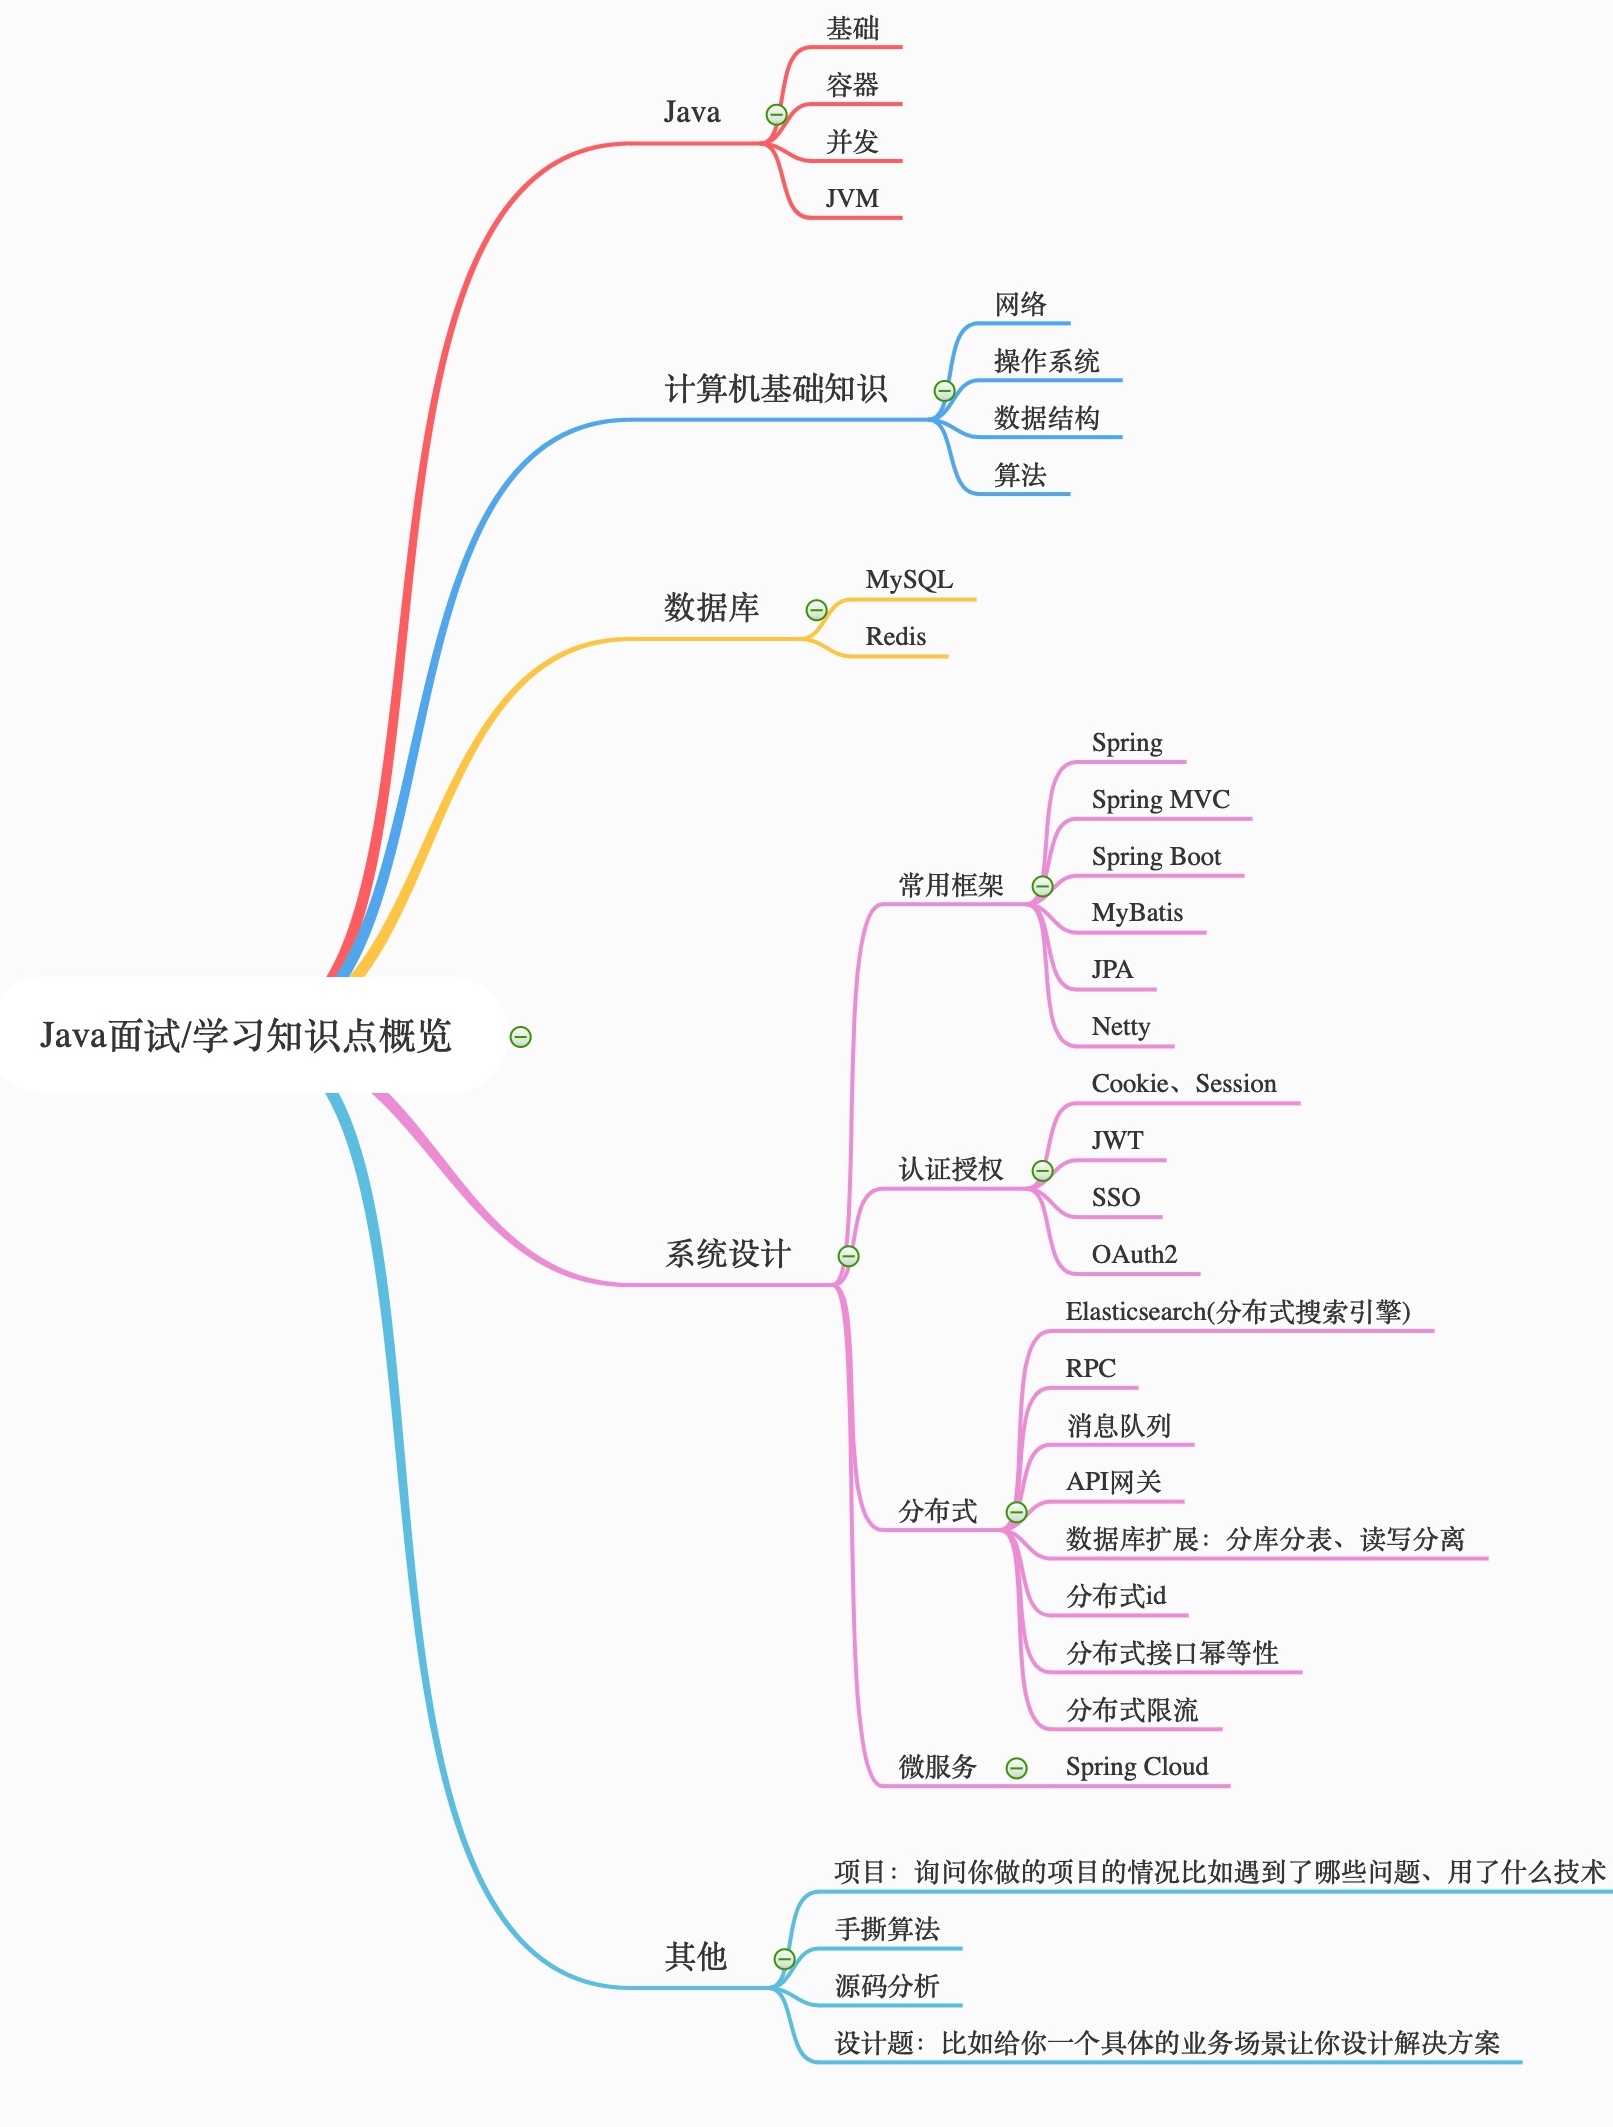 Java面试/学习知识点概览
Java
基础
容器
并发
JVM
计算机基础知识
网络
操作系统
数据结构
算法
数据库
MySQL
Redis
系统设计
常用框架
Spring
Spring MVC
Spring Boot
MyBatis
JPA
Netty
认证授权
Cookie、Session
JWT
SSO
OAuth2
分布式
Elasticsearch(分布式搜索引擎)
RPC
消息队列
API网关
数据库扩展：分库分表、读写分离
分布式id
分布式接口幂等性
分布式限流
微服务
Spring Cloud
其他
项目：询问你做的项目的情况比如遇到了哪些问题、用了什么技术
手撕算法
源码分析
设计题：比如给你一个具体的业务场景让你设计解决方案